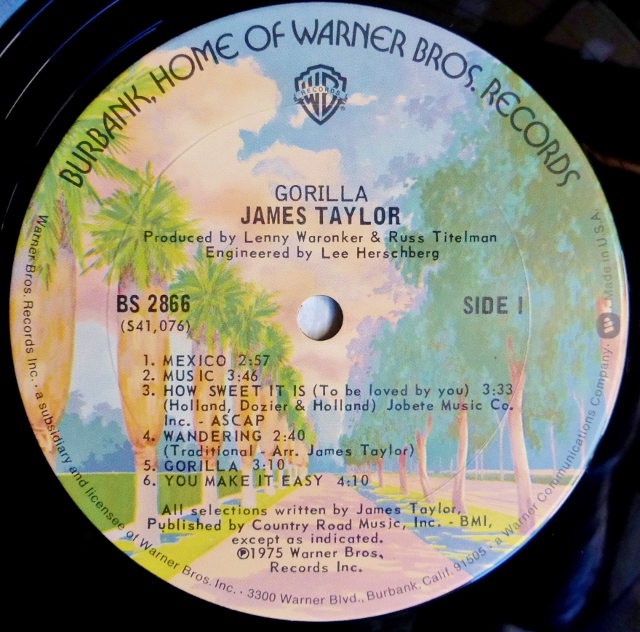 BURBANK, HOME OF WARNER BROS. RECORDS
WB
RECORDS
®
GORILLA
JAMES TAYLOR
Produced by Lenny Waronker & Russ Titelman
Engineered by Lee Herschberg
BS 2866
SIDE 1
(S41,076)
1. MEXICO 2:57
2. MUSIC 3:46
3. HOW SWEET IT IS (To be loved by you) 3:33
(Holland, Dozier & Holland) Jobete Music Co.
Inc. - ASCAP
4. WANDERING 2:40
(Traditional - Arr. James Taylor)
5. GORILLA 3:10
6. YOU MAKE IT EASY 4:10
All selections written by James Taylor,
Published by Country Road Music, Inc. - BMI,
except as indicated.
℗1975 Warner Bros.
Records Inc.
Warner Bros. Records Inc. · a subsidiary and licensee of Warner Bros. Inc. · 3300 Warner Blvd., Burbank, Calif. 91505 · a Warner Communications Company · Made in U.S.A.